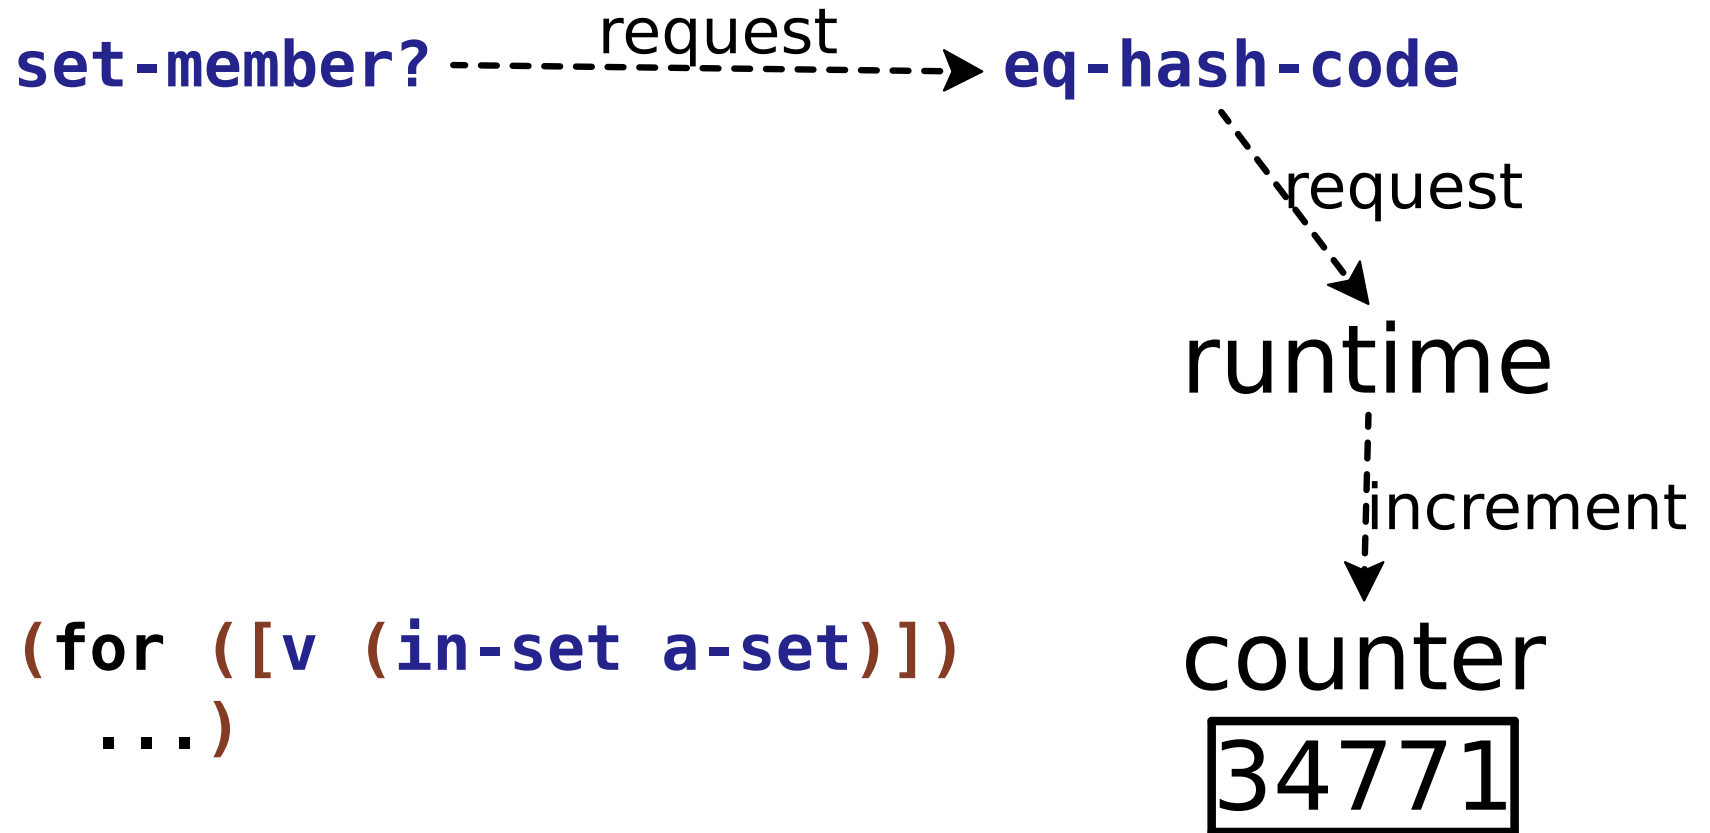 request
set-member? eq-hash-code
request
runtime
increment
(for ([v (in-set a-set)])
...)
counter
34771